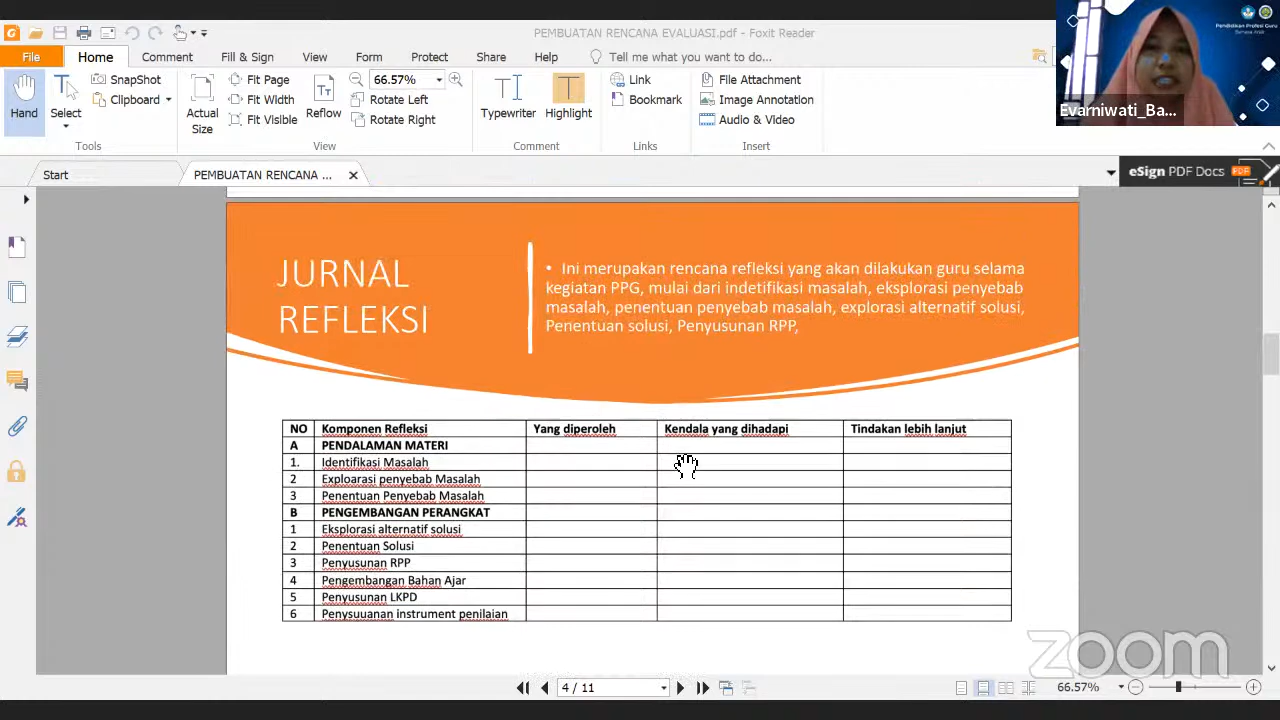 PEMBUATAN RENCANA EVALUASI.pdf - Foxit Reader
File Home Comment Fill & Sign View Form Protect Share Help Tell me what you want to do...
Hand
Select
SnapShot
Clipboard
Tools
Actual Size
Fit Page
Fit Width
Fit Visible
Reflow
66.57%
Rotate Left
Rotate Right
View
Typewriter
Highlight
Comment
Link
Bookmark
Links
File Attachment
Image Annotation
Audio & Video
Insert
Pendidikan Profesi Guru
Evarniwati_Ba...
Start
PEMBUATAN RENCANA ...
eSign PDF Docs
PDF
JURNAL
REFLEKSI
• Ini merupakan rencana refleksi yang akan dilakukan guru selama
kegiatan PPG, mulai dari indetifikasi masalah, eksplorasi penyebab
masalah, penentuan penyebab masalah, explorasi alternatif solusi,
Penentuan solusi, Penyusunan RPP,
NO Komponen Refleksi Yang diperoleh Kendala yang dihadapi Tindakan lebih lanjut
A PENDALAMAN MATERI
1. Identifikasi Masalah
2 Exploarasi penyebab Masalah
3 Penentuan Penyebab Masalah
B PENGEMBANGAN PERANGKAT
1 Eksplorasi alternatif solusi
2 Penentuan Solusi
3 Penyusunan RPP
4 Pengembangan Bahan Ajar
5 Penyusunan LKPD
6 Penysuuanan instrument penilaian
zoom
4 / 11
66.57%